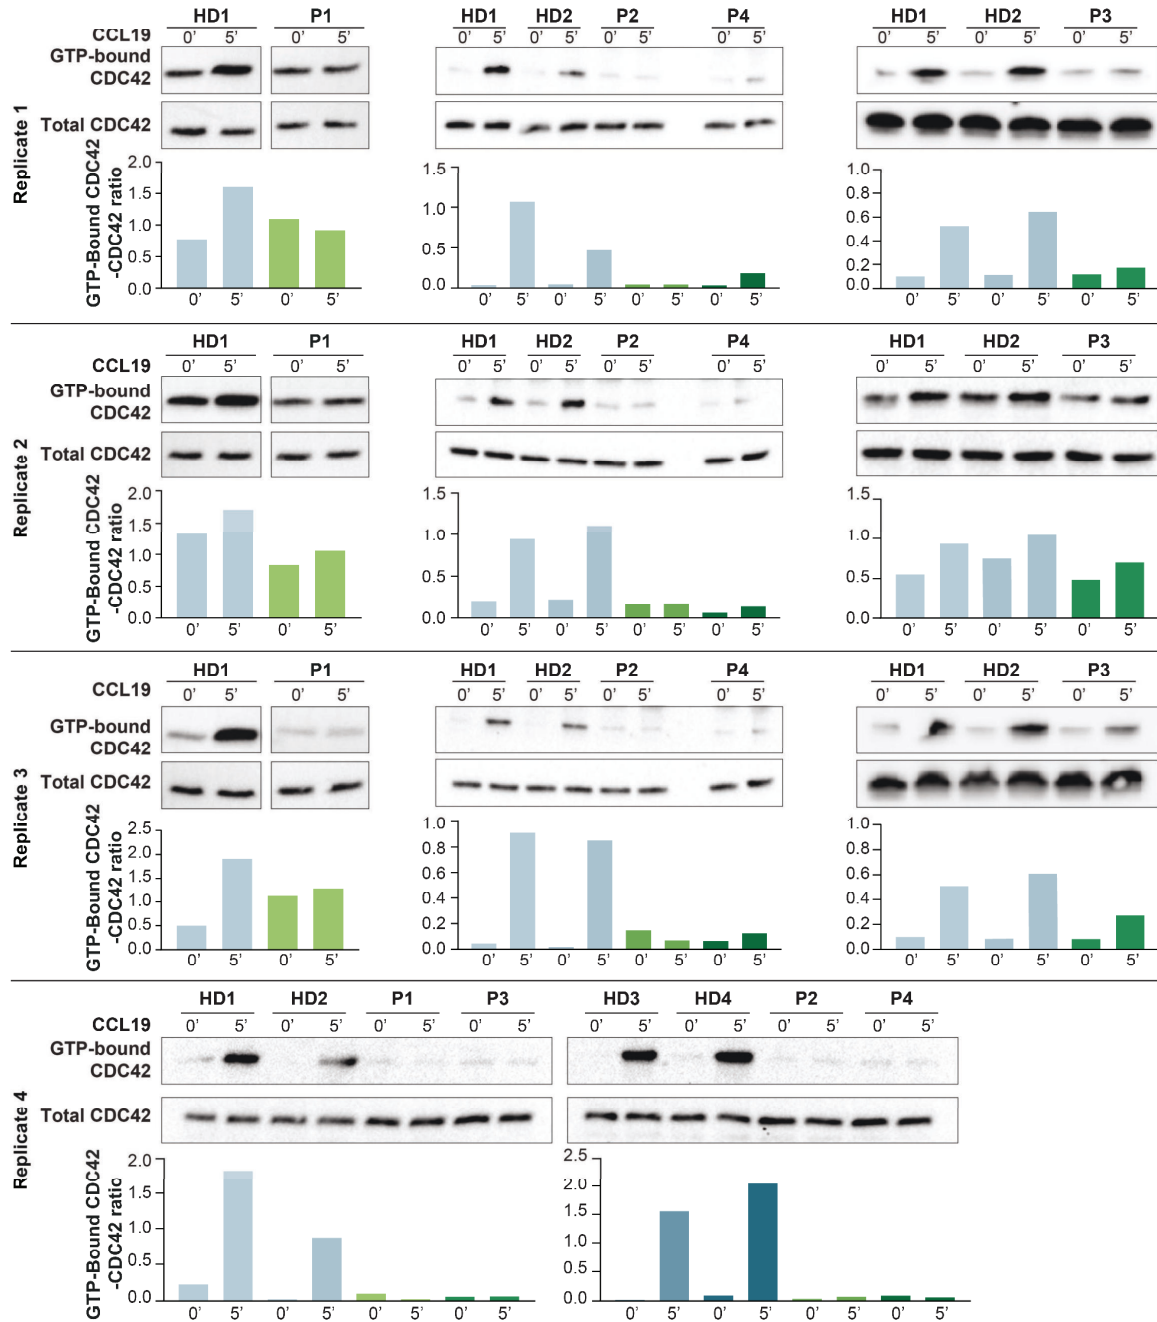 HD1 P1 HD1 HD2 P2 P4 HD1 HD2 P3
CCL19 0' 5' 0' 5' 0' 5' 0' 5' 0' 5' 0' 5' 0' 5' 0' 5' 0' 5'
GTP-bound
CDC42
Total CDC42
Replicate 1
GTP-Bound CDC42
-CDC42 ratio
2.0
1.5
1.0
0.5
0.0
0' 5' 0' 5'
1.5
1.0
0.5
0.0
0' 5' 0' 5' 0' 5' 0' 5'
1.0
0.8
0.6
0.4
0.2
0.0
0' 5' 0' 5' 0' 5'
HD1 P1 HD1 HD2 P2 P4 HD1 HD2 P3
CCL19 0' 5' 0' 5' 0' 5' 0' 5' 0' 5' 0' 5' 0' 5' 0' 5' 0' 5'
GTP-bound
CDC42
Total CDC42
Replicate 2
GTP-Bound CDC42
-CDC42 ratio
2.0
1.5
1.0
0.5
0.0
0' 5' 0' 5'
1.5
1.0
0.5
0.0
0' 5' 0' 5' 0' 5' 0' 5'
1.5
1.0
0.5
0.0
0' 5' 0' 5' 0' 5'
HD1 P1 HD1 HD2 P2 P4 HD1 HD2 P3
CCL19 0' 5' 0' 5' 0' 5' 0' 5' 0' 5' 0' 5' 0' 5' 0' 5' 0' 5'
GTP-bound
CDC42
Total CDC42
Replicate 3
GTP-Bound CDC42
-CDC42 ratio
2.5
2.0
1.5
1.0
0.5
0.0
0' 5' 0' 5'
1.0
0.8
0.6
0.4
0.2
0.0
0' 5' 0' 5' 0' 5' 0' 5'
1.0
0.8
0.6
0.4
0.2
0.0
0' 5' 0' 5' 0' 5'
HD1 HD2 P1 P3 HD3 HD4 P2 P4
CCL19 0' 5' 0' 5' 0' 5' 0' 5' 0' 5' 0' 5' 0' 5' 0' 5'
GTP-bound
CDC42
Total CDC42
Replicate 4
GTP-Bound CDC42
-CDC42 ratio
2.0
1.5
1.0
0.5
0.0
0' 5' 0' 5' 0' 5' 0' 5'
2.5
2.0
1.5
1.0
0.5
0.0
0' 5' 0' 5' 0' 5' 0' 5'